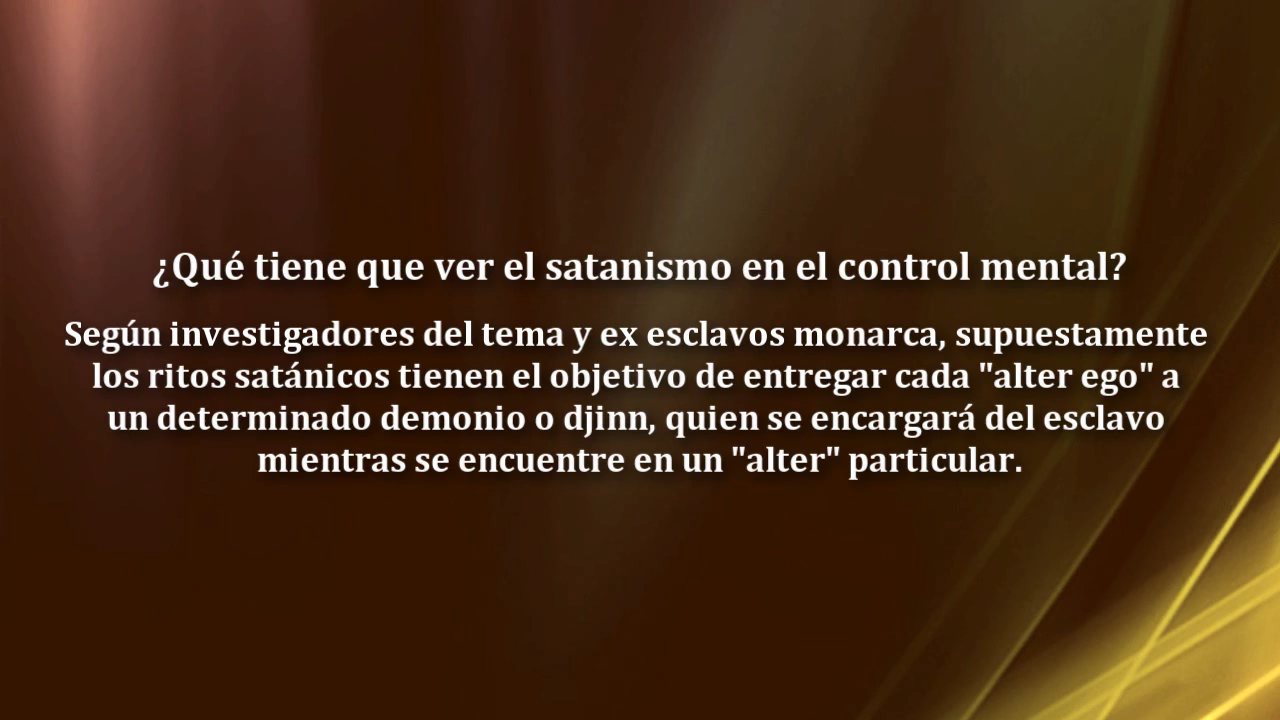 ¿Qué tiene que ver el satanismo en el control mental?
Según investigadores del tema y ex esclavos monarca, supuestamente
los ritos satánicos tienen el objetivo de entregar cada "alter ego" a
un determinado demonio o djinn, quien se encargará del esclavo
mientras se encuentre en un "alter" particular.